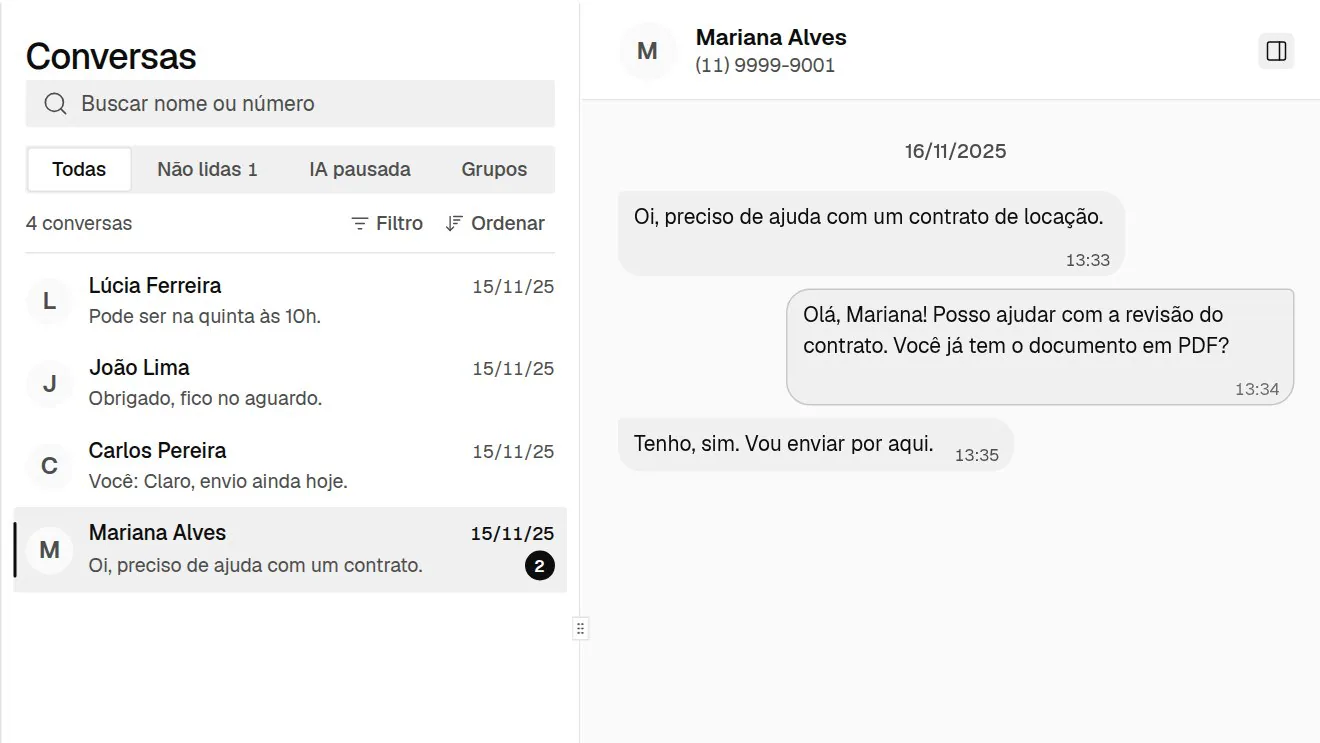 Conversas
Buscar nome ou número
Todas
Não lidas 1
IA pausada
Grupos
4 conversas
Filtro
Ordenar
L
Lúcia Ferreira
15/11/25
Pode ser na quinta às 10h.
J
João Lima
15/11/25
Obrigado, fico no aguardo.
C
Carlos Pereira
15/11/25
Você: Claro, envio ainda hoje.
M
Mariana Alves
15/11/25
Oi, preciso de ajuda com um contrato.
2
M
Mariana Alves
(11) 9999-9001
16/11/2025
Oi, preciso de ajuda com um contrato de locação.
13:33
Olá, Mariana! Posso ajudar com a revisão do
contrato. Você já tem o documento em PDF?
13:34
Tenho, sim. Vou enviar por aqui.
13:35